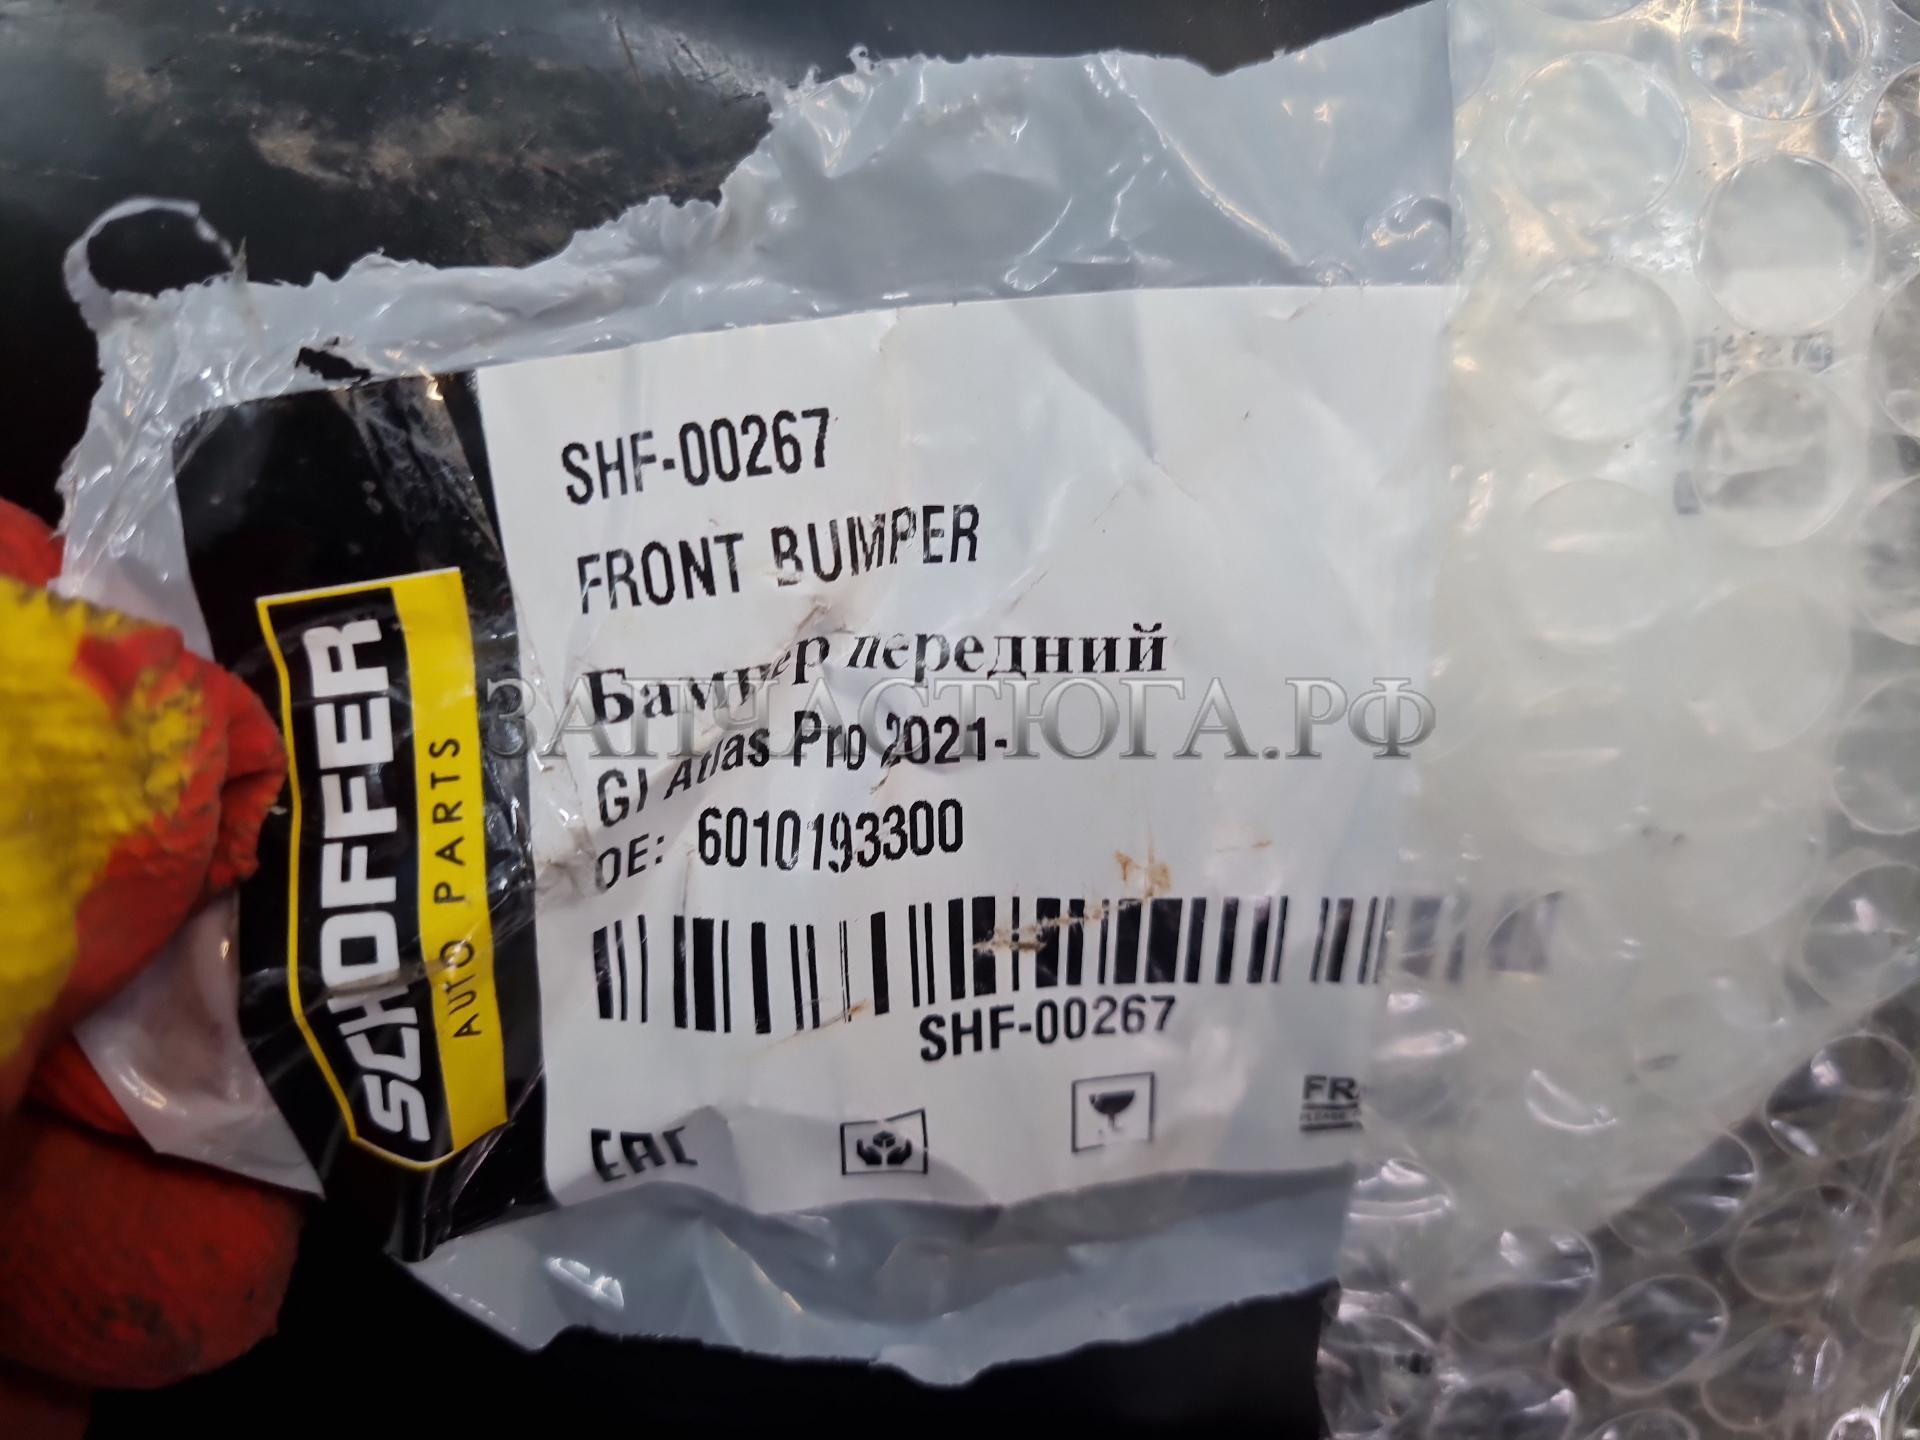 SHF-00267
FRONT BUMPER
Бампер передний
Atlas Pro 2021-
OE: 6010193300
SHF-00267
EAC
SCHOFFER
AUTO PARTS
ЗАПЧАСТЮГА.РФ